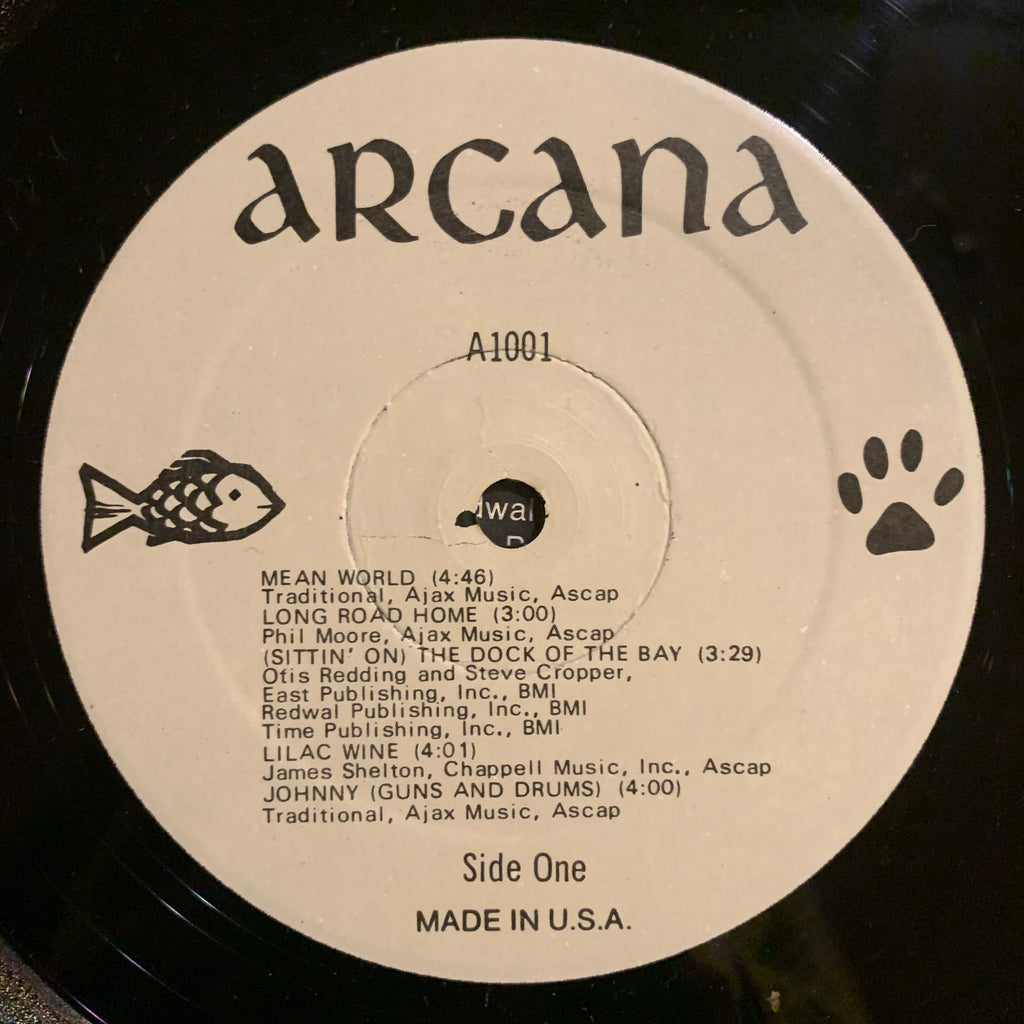 ARCANA
A1001
MEAN WORLD (4:46)
Traditional, Ajax Music, Ascap
LONG ROAD HOME (3:00)
Phil Moore, Ajax Music, Ascap
(SITTIN' ON) THE DOCK OF THE BAY (3:29)
Otis Redding and Steve Cropper,
East Publishing, Inc., BMI
Redwal Publishing, Inc., BMI
Time Publishing, Inc., BMI
LILAC WINE (4:01)
James Shelton, Chappell Music, Inc., Ascap
JOHNNY (GUNS AND DRUMS) (4:00)
Traditional, Ajax Music, Ascap
Side One
MADE IN U.S.A.